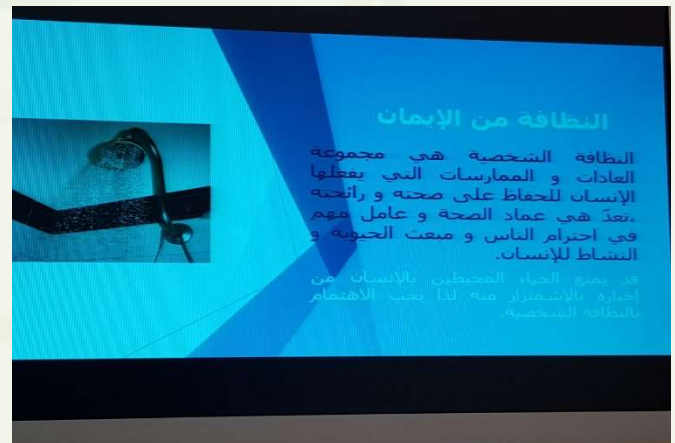 النظافة من الإيمان
النظافة الشخصية هي مجموعة
العادات و الممارسات التي يفعلها
الإنسان للحفاظ على صحته و رائحته
،تعدّ هي عماد الصحة و عامل مهم
في احترام الناس و مبعث الحيوية و
النشاط للإنسان.
قد يمنع الحياء المحيطين بالإنسان من
إخباره بالاشمئزاز منه لذا يجب الاهتمام
بالنظافة الشخصية.